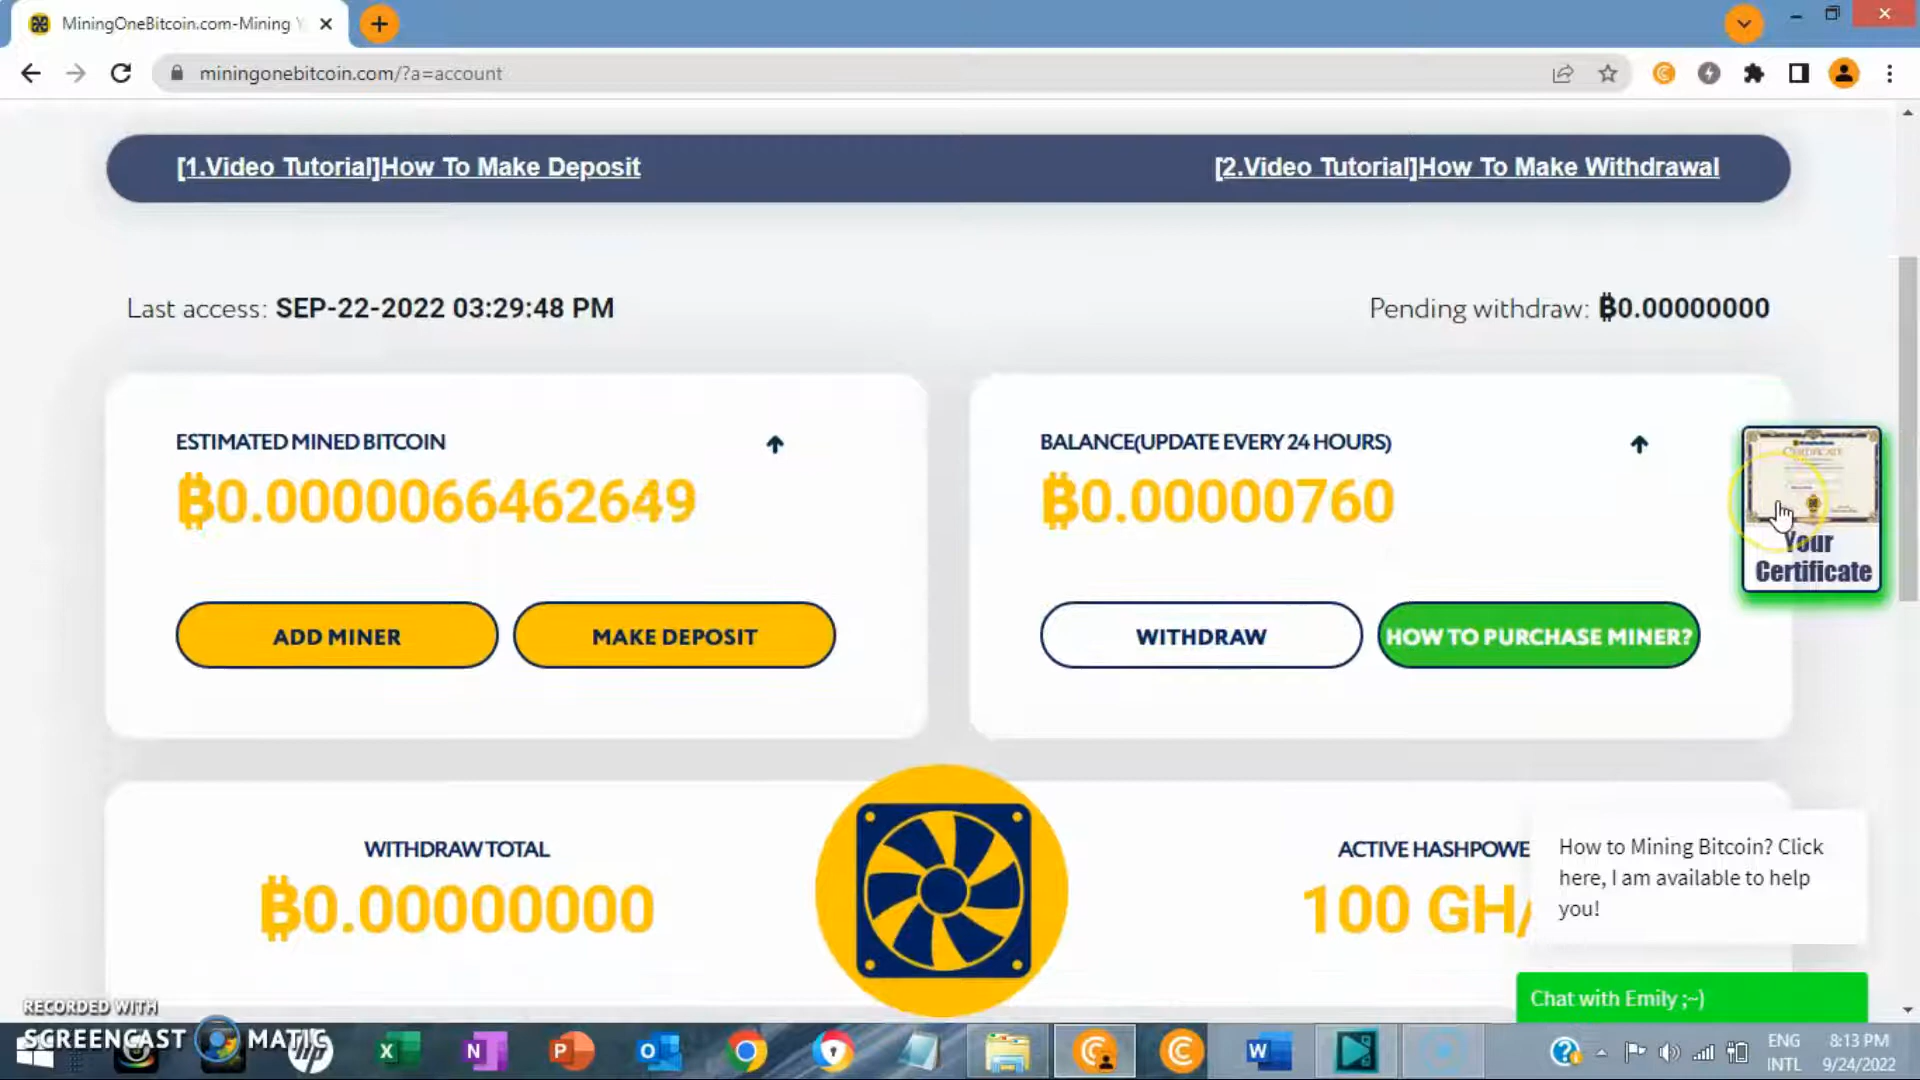 MiningOneBitcoin.com-Mining Y
miningonebitcoin.com/?a=account
[1.Video Tutorial]How To Make Deposit
[2.Video Tutorial]How To Make Withdrawal
Last access: SEP-22-2022 03:29:48 PM
Pending withdraw: ₿0.00000000
ESTIMATED MINED BITCOIN
₿0.0000066462649
ADD MINER
MAKE DEPOSIT
BALANCE(UPDATE EVERY 24 HOURS)
₿0.00000760
WITHDRAW
HOW TO PURCHASE MINER?
CERTIFICATE
Your
Certificate
WITHDRAW TOTAL
₿0.00000000
ACTIVE HASHPOWE
100 GH/
How to Mining Bitcoin? Click
here, I am available to help
you!
Chat with Emily ;~)
RECORDED WITH
SCREENCAST MATIC
ENG
INTL
8:13 PM
9/24/2022